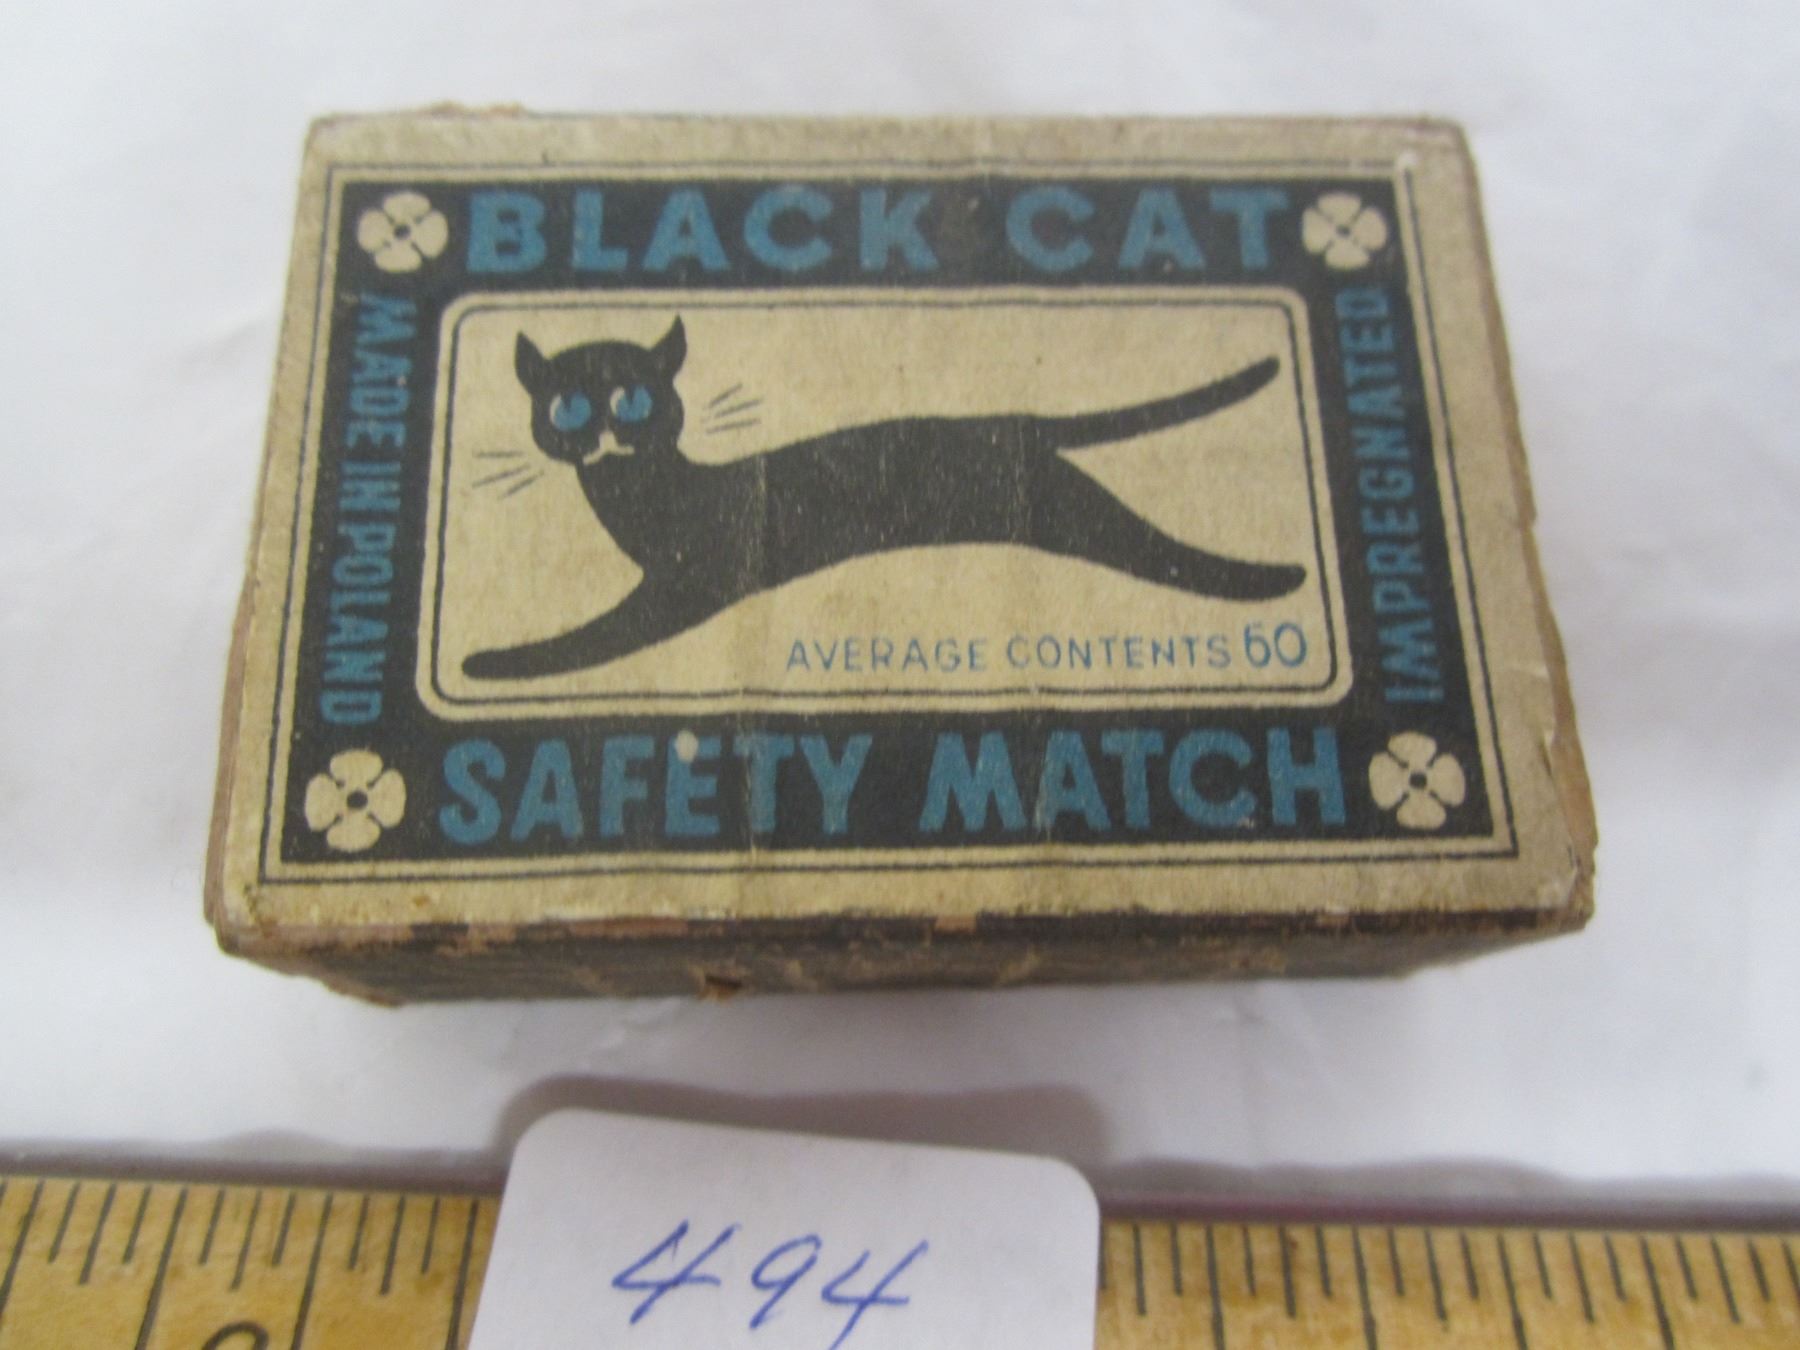 BLACK CAT
MADE IN POLAND
IMPREGNATED
AVERAGE CONTENTS 60
SAFETY MATCH
494